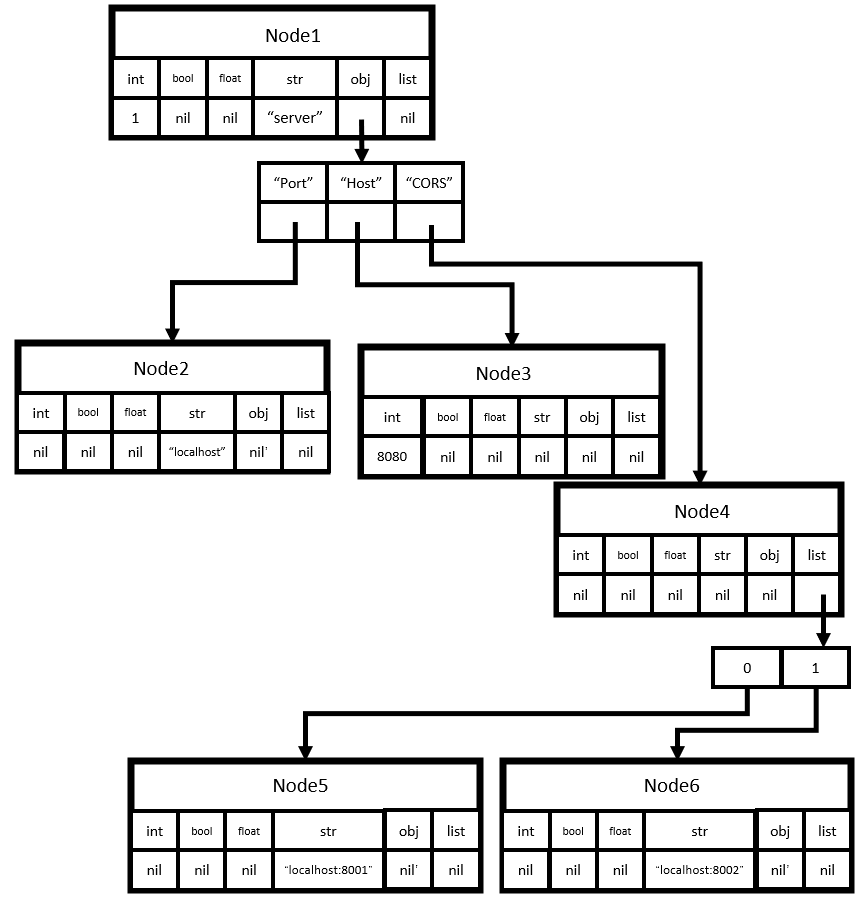 Node1
int bool float str obj list
1 nil nil “server” nil
“Port” “Host” “CORS”
Node2
int bool float str obj list
nil nil nil “localhost” nil' nil
Node3
int bool float str obj list
8080 nil nil nil nil nil
Node4
int bool float str obj list
nil nil nil nil nil
0 1
Node5
int bool float str obj list
nil nil nil “localhost:8001” nil' nil
Node6
int bool float str obj list
nil nil nil “localhost:8002” nil' nil